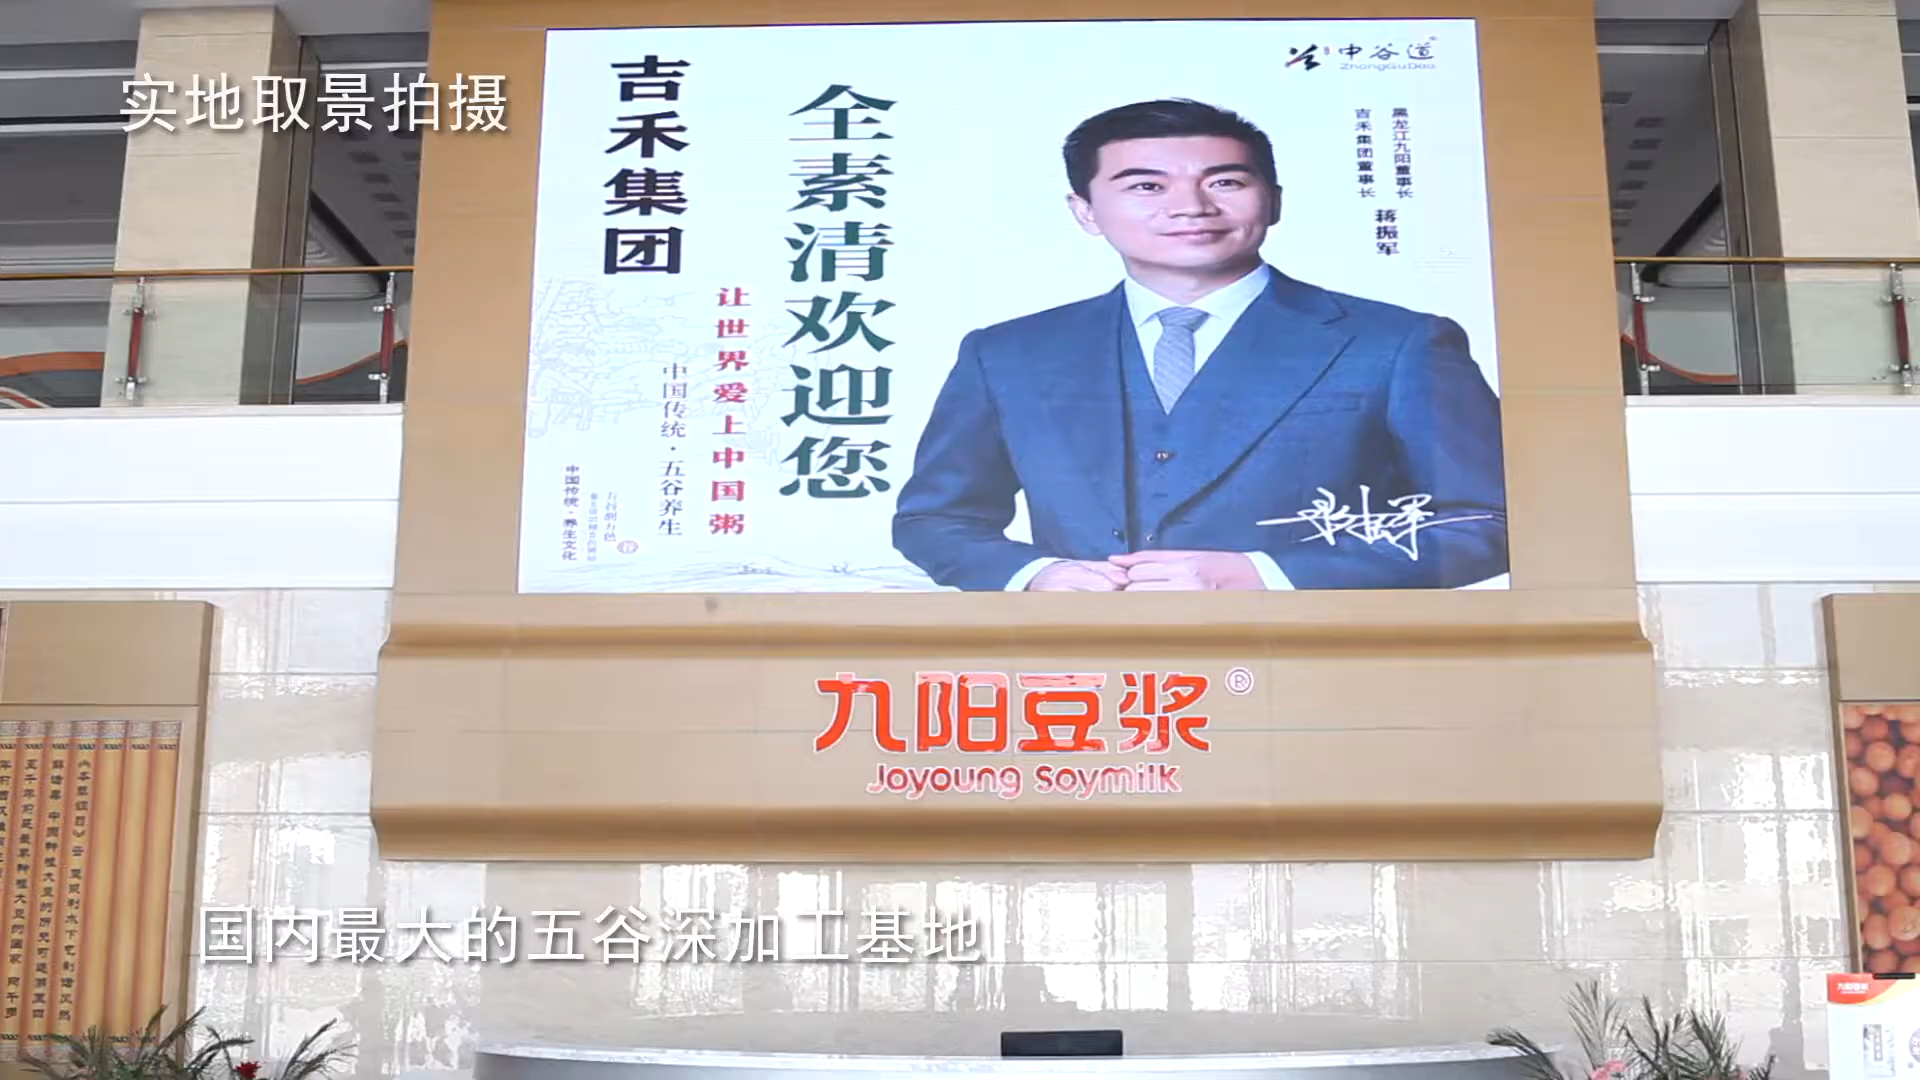 实地取景拍摄
吉禾集团
全素清欢迎您
让世界爱上中国粥
中国传统·五谷养生
中国传统·养生文化
中谷道
ZhongGuDao
黑龙江九阳董事长
吉禾集团董事长
蒋振军
九阳豆浆®
Joyoung Soymilk
国内最大的五谷深加工基地
九阳豆浆